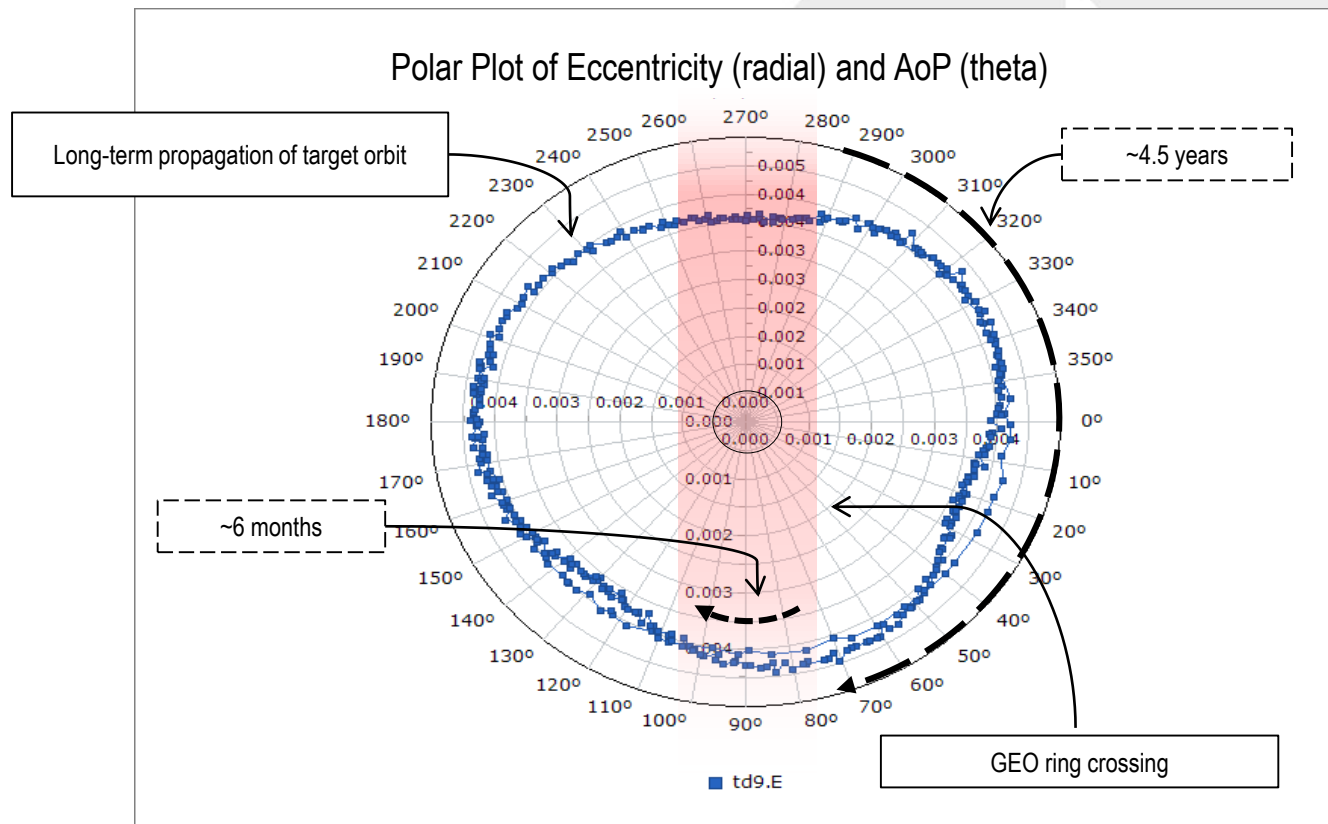 Polar Plot of Eccentricity (radial) and AoP (theta)
270º
260º
280º
250º
290º
240º
300º
230º
310º
220º
320º
210º
330º
200º
340º
190º
350º
180º
0º
170º
10º
160º
20º
150º
30º
140º
40º
130º
50º
120º
60º
110º
70º
100º
80º
90º
0.005
0.004
0.004
0.003
0.003
0.002
0.002
0.001
0.001
0.004 0.003 0.002 0.001 0.000
0.000
0.000 0.001 0.002 0.003 0.004
0.001
0.002
0.003
0.004
Long-term propagation of target orbit
~4.5 years
~6 months
GEO ring crossing
td9.E